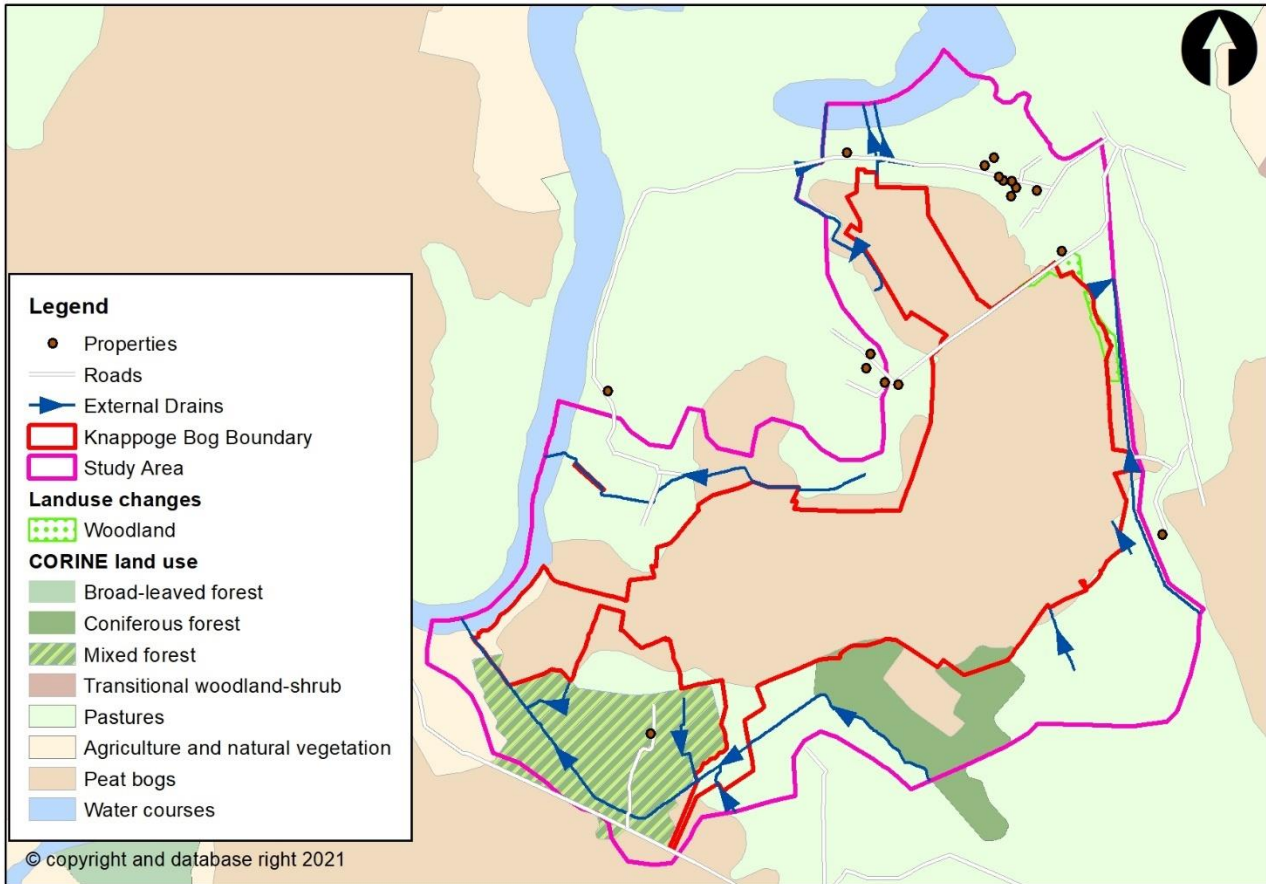 Legend
Properties
Roads
External Drains
Knappoge Bog Boundary
Study Area
Landuse changes
Woodland
CORINE land use
Broad-leaved forest
Coniferous forest
Mixed forest
Transitional woodland-shrub
Pastures
Agriculture and natural vegetation
Peat bogs
Water courses
© copyright and database right 2021